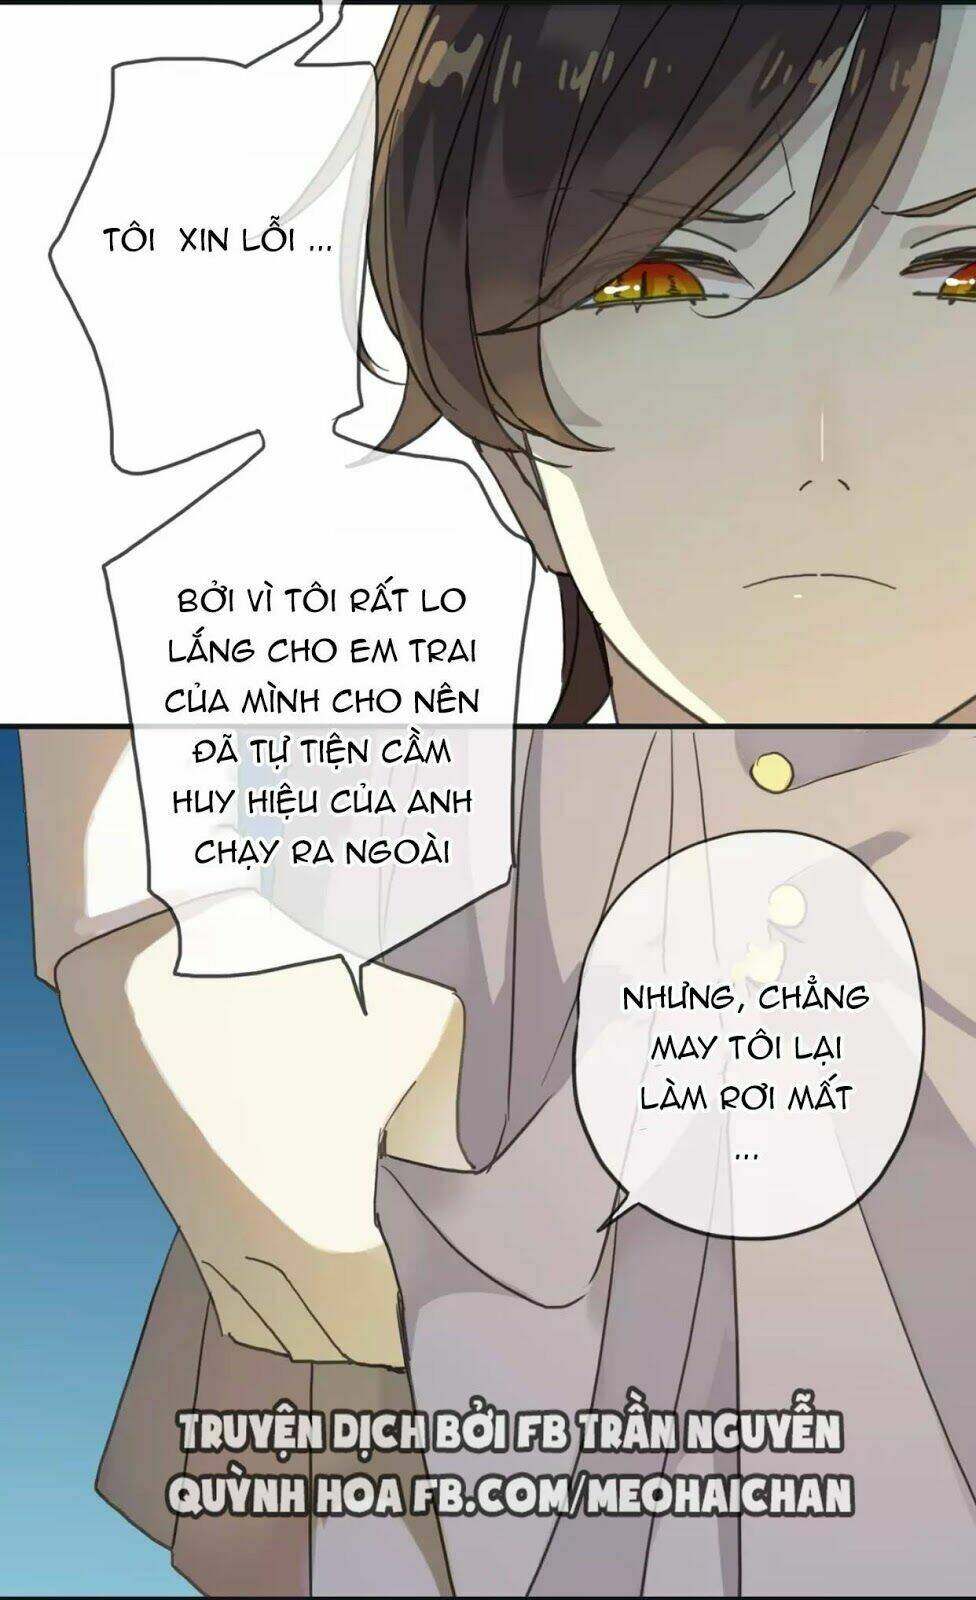 TÔI XIN LỖI ...
BỞI VÌ TÔI RẤT LO
LẮNG CHO EM TRAI
CỦA MÌNH CHO NÊN
ĐÃ TỰ TIỆN CẦM
HUY HIỆU CỦA ANH
CHẠY RA NGOÀI
NHƯNG, CHẲNG
MAY TÔI LẠI
LÀM RƠI MẤT
...
TRUYỆN DỊCH BỞI FB TRẦN NGUYỄN
QUỲNH HOA FB.COM/MEOHAICHAN